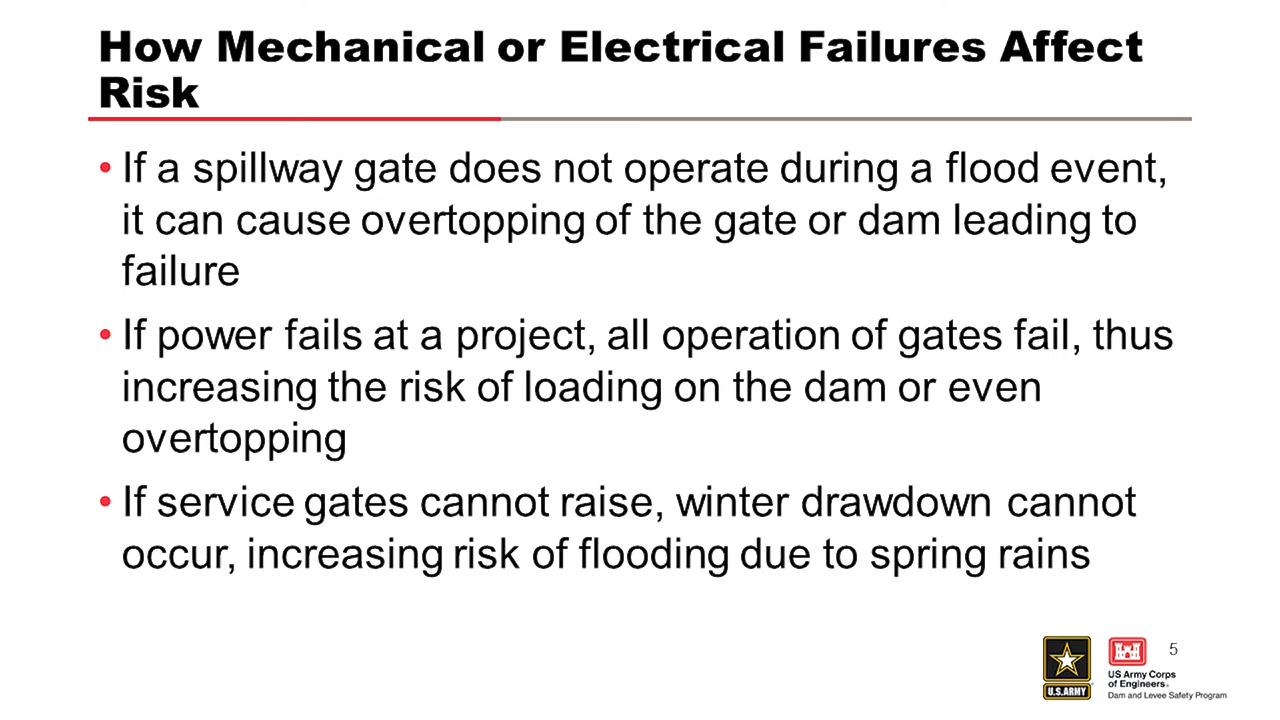 How Mechanical or Electrical Failures Affect
Risk
• If a spillway gate does not operate during a flood event,
it can cause overtopping of the gate or dam leading to
failure
• If power fails at a project, all operation of gates fail, thus
increasing the risk of loading on the dam or even
overtopping
• If service gates cannot raise, winter drawdown cannot
occur, increasing risk of flooding due to spring rains
5
U.S.ARMY
US Army Corps
of Engineers®
Dam and Levee Safety Program